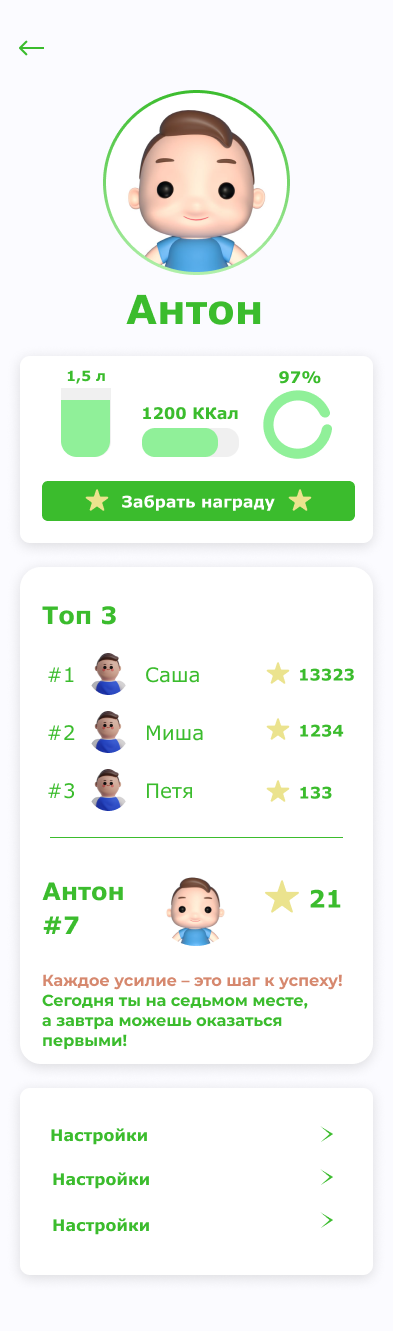 Антон
1,5 л
1200 ККал
97%
Забрать награду
Топ 3
#1 Саша 13323
#2 Миша 1234
#3 Петя 133
Антон 21
#7
Каждое усилие – это шаг к успеху!
Сегодня ты на седьмом месте,
а завтра можешь оказаться
первыми!
Настройки
Настройки
Настройки